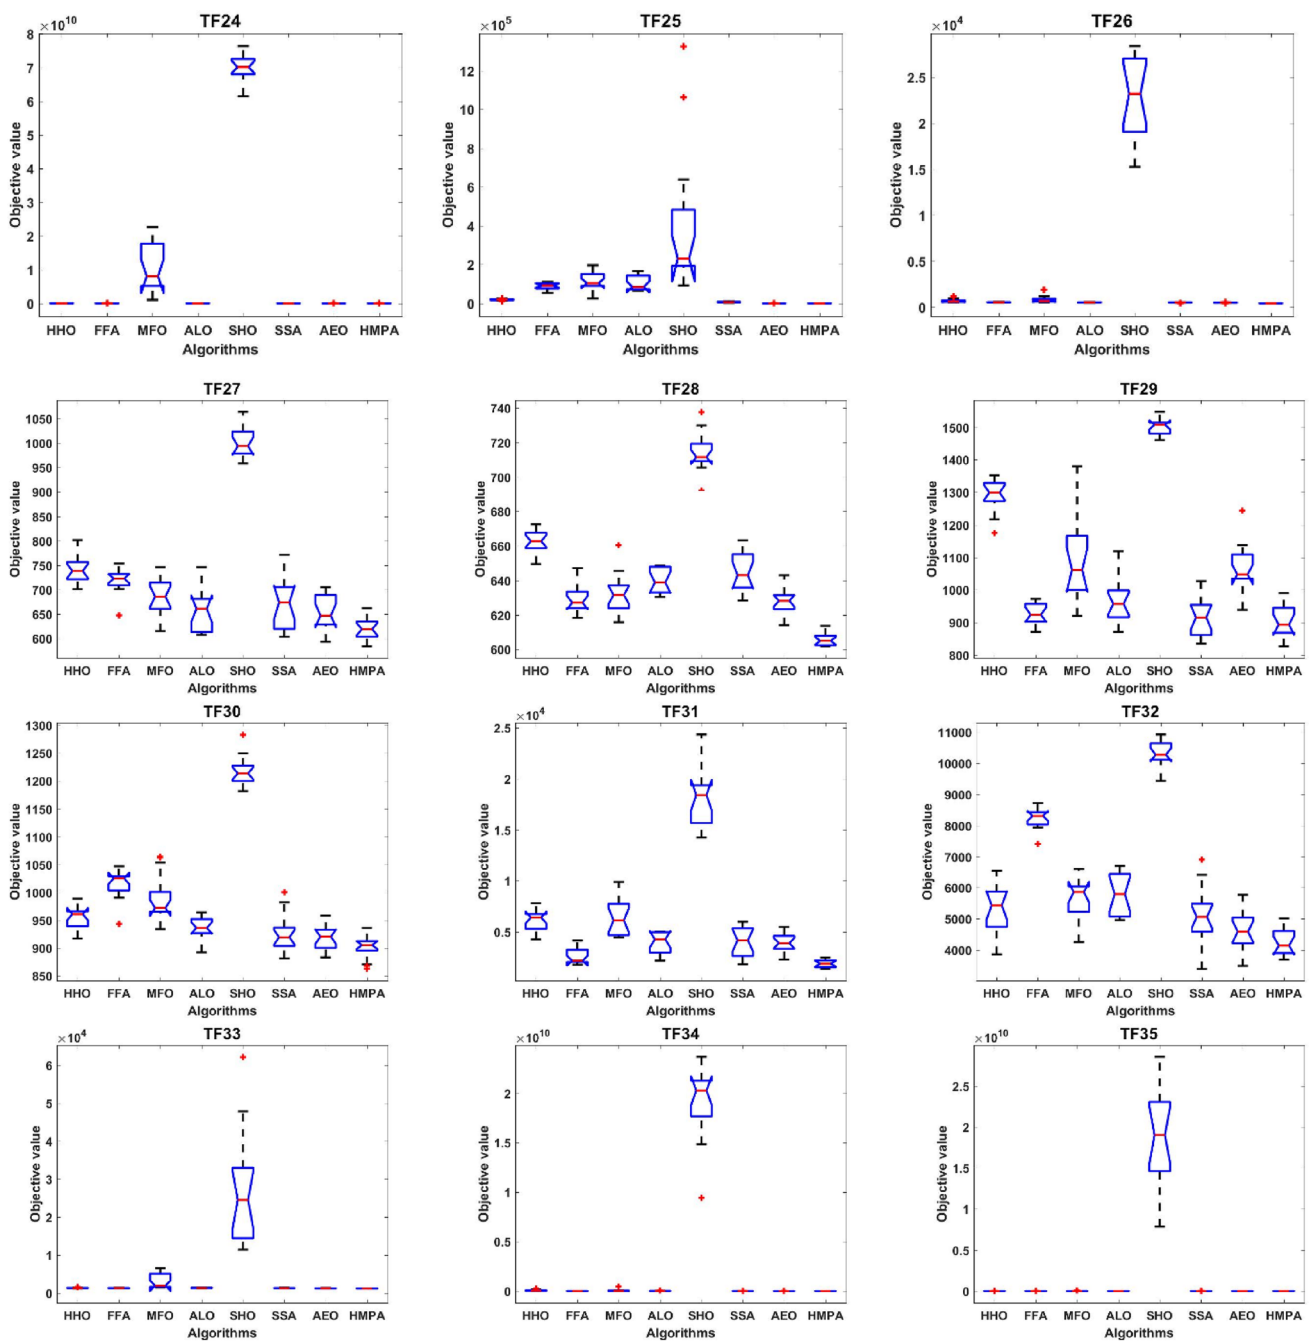 TF24
×10^10
Objective value
8
7
6
5
4
3
2
1
0
HHO FFA MFO ALO SHO SSA AEO HMPA
Algorithms
TF25
×10^5
Objective value
12
10
8
6
4
2
0
HHO FFA MFO ALO SHO SSA AEO HMPA
Algorithms
TF26
×10^4
Objective value
2.5
2
1.5
1
0.5
0
HHO FFA MFO ALO SHO SSA AEO HMPA
Algorithms
TF27
Objective value
1050
1000
950
900
850
800
750
700
650
600
HHO FFA MFO ALO SHO SSA AEO HMPA
Algorithms
TF28
Objective value
740
720
700
680
660
640
620
600
HHO FFA MFO ALO SHO SSA AEO HMPA
Algorithms
TF29
Objective value
1500
1400
1300
1200
1100
1000
900
800
HHO FFA MFO ALO SHO SSA AEO HMPA
Algorithms
TF30
Objective value
1300
1250
1200
1150
1100
1050
1000
950
900
850
HHO FFA MFO ALO SHO SSA AEO HMPA
Algorithms
TF31
×10^4
Objective value
2.5
2
1.5
1
0.5
HHO FFA MFO ALO SHO SSA AEO HMPA
Algorithms
TF32
Objective value
11000
10000
9000
8000
7000
6000
5000
4000
HHO FFA MFO ALO SHO SSA AEO HMPA
Algorithms
TF33
×10^4
Objective value
6
5
4
3
2
1
0
HHO FFA MFO ALO SHO SSA AEO HMPA
Algorithms
TF34
×10^10
Objective value
2
1.5
1
0.5
0
HHO FFA MFO ALO SHO SSA AEO HMPA
Algorithms
TF35
×10^10
Objective value
2.5
2
1.5
1
0.5
0
HHO FFA MFO ALO SHO SSA AEO HMPA
Algorithms